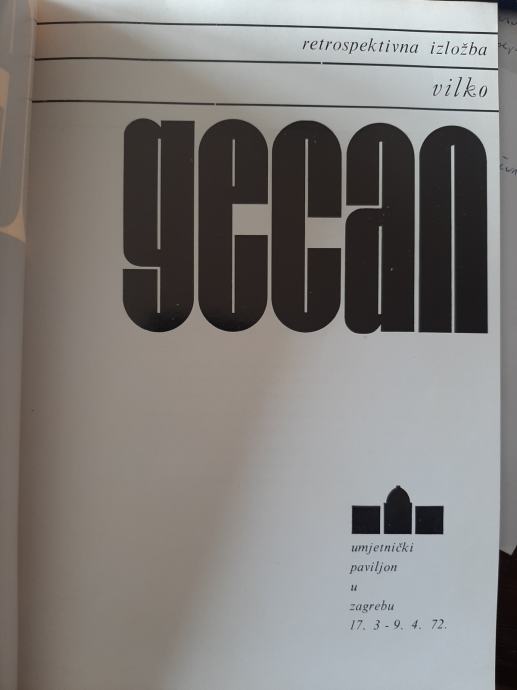 retrospektivna izložba
vilko
gecan
umjetnički
paviljon
u
zagrebu
17. 3 - 9. 4. 72.